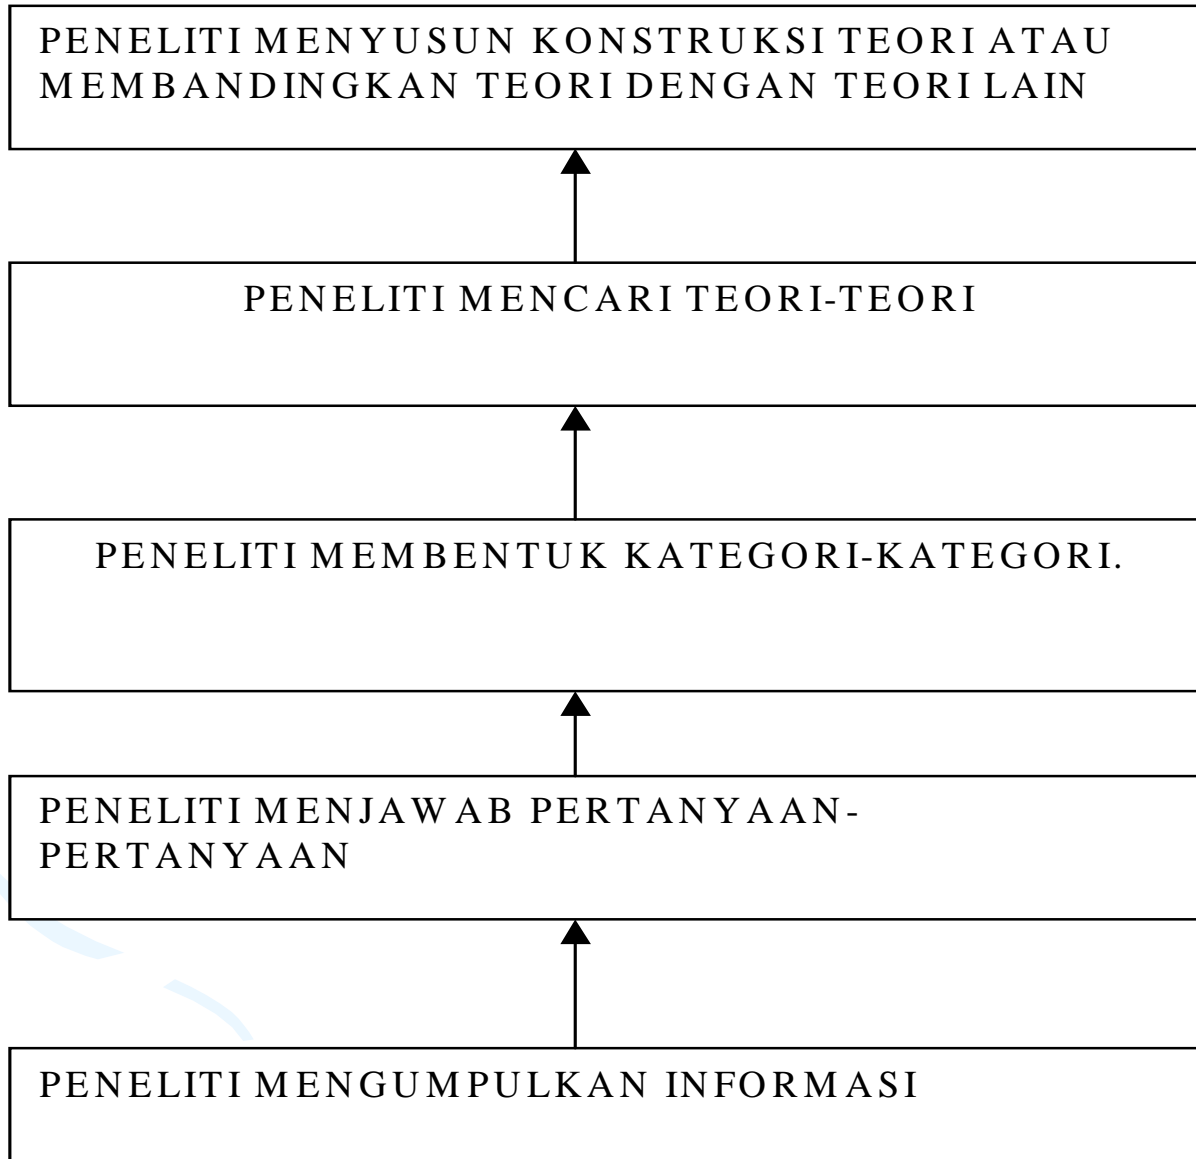 PENELITI MENYUSUN KONSTRUKSI TEORI ATAU
MEMBANDINGKAN TEORI DENGAN TEORI LAIN
PENELITI MENCARI TEORI-TEORI
PENELITI MEMBENTUK KATEGORI-KATEGORI.
PENELITI MENJAWAB PERTANYAAN-
PERTANYAAN
PENELITI MENGUMPULKAN INFORMASI